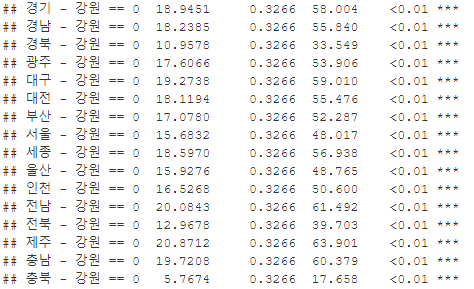 ## 경기 - 강원 == 0 18.9451 0.3266 58.004 <0.01 ***
## 경남 - 강원 == 0 18.2385 0.3266 55.840 <0.01 ***
## 경북 - 강원 == 0 10.9578 0.3266 33.549 <0.01 ***
## 광주 - 강원 == 0 17.6066 0.3266 53.906 <0.01 ***
## 대구 - 강원 == 0 19.2738 0.3266 59.010 <0.01 ***
## 대전 - 강원 == 0 18.1194 0.3266 55.476 <0.01 ***
## 부산 - 강원 == 0 17.0780 0.3266 52.287 <0.01 ***
## 서울 - 강원 == 0 15.6832 0.3266 48.017 <0.01 ***
## 세종 - 강원 == 0 18.5970 0.3266 56.938 <0.01 ***
## 울산 - 강원 == 0 15.9276 0.3266 48.765 <0.01 ***
## 인천 - 강원 == 0 16.5268 0.3266 50.600 <0.01 ***
## 전남 - 강원 == 0 20.0843 0.3266 61.492 <0.01 ***
## 전북 - 강원 == 0 12.9678 0.3266 39.703 <0.01 ***
## 제주 - 강원 == 0 20.8712 0.3266 63.901 <0.01 ***
## 충남 - 강원 == 0 19.7208 0.3266 60.379 <0.01 ***
## 충북 - 강원 == 0 5.7674 0.3266 17.658 <0.01 ***